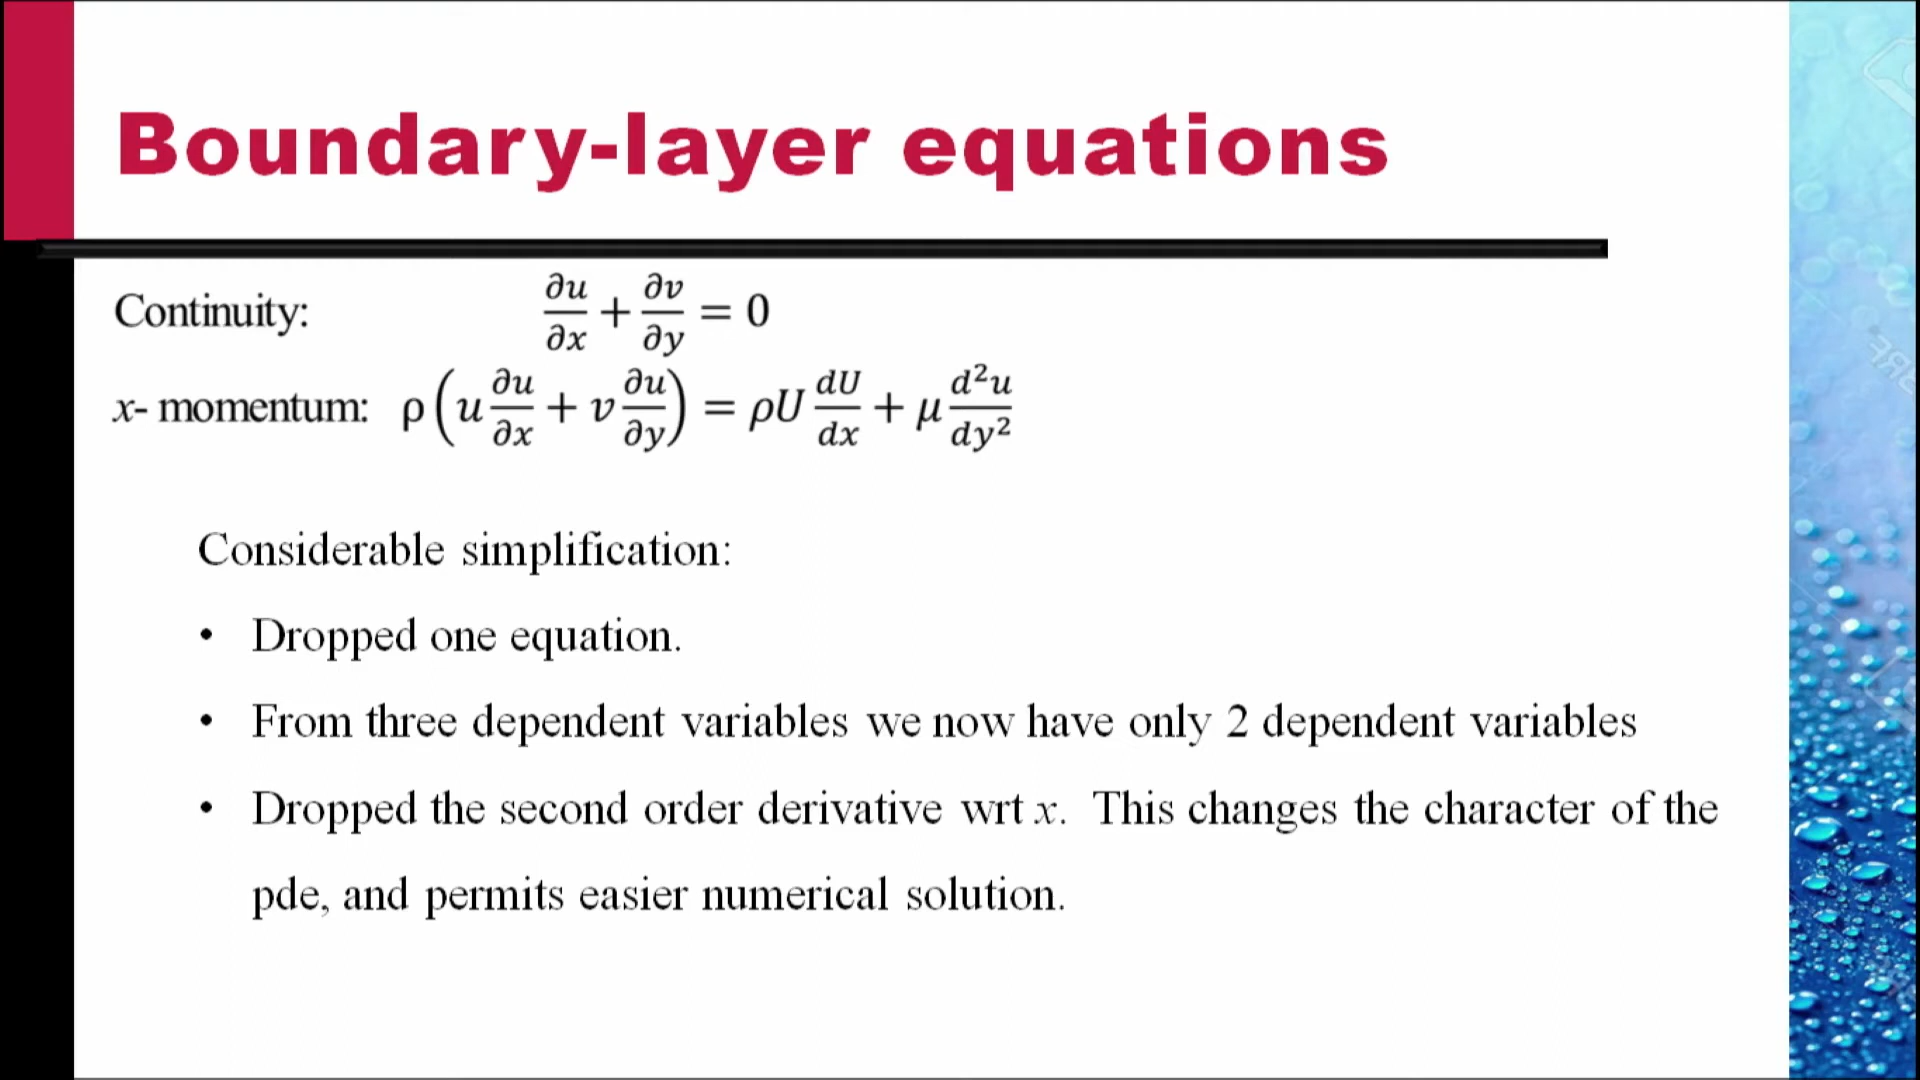 Boundary-layer equations
Continuity: ∂u/∂x + ∂v/∂y = 0
x- momentum: ρ(u ∂u/∂x + v ∂u/∂y) = ρU dU/dx + μ d²u/dy²
Considerable simplification:
• Dropped one equation.
• From three dependent variables we now have only 2 dependent variables
• Dropped the second order derivative wrt x. This changes the character of the
pde, and permits easier numerical solution.